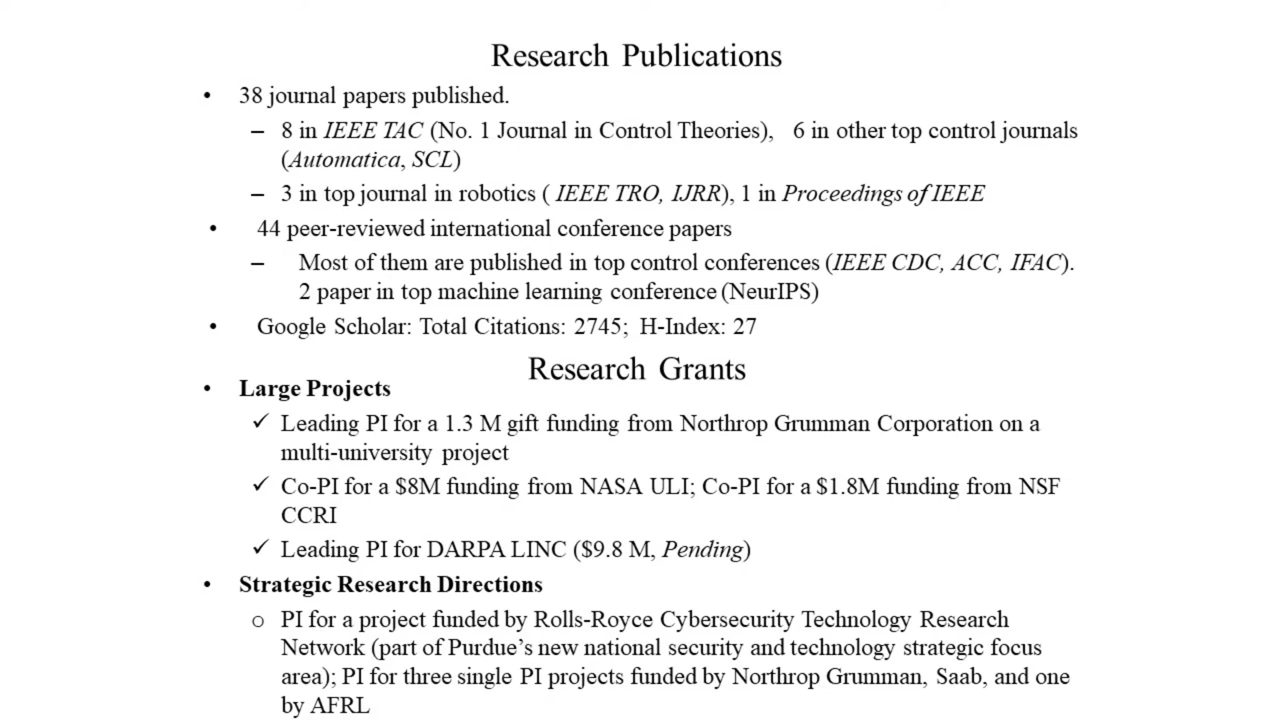 Research Publications
• 38 journal papers published.
– 8 in IEEE TAC (No. 1 Journal in Control Theories), 6 in other top control journals
(Automatica, SCL)
– 3 in top journal in robotics ( IEEE TRO, IJRR), 1 in Proceedings of IEEE
• 44 peer-reviewed international conference papers
– Most of them are published in top control conferences (IEEE CDC, ACC, IFAC).
2 paper in top machine learning conference (NeurIPS)
• Google Scholar: Total Citations: 2745; H-Index: 27
Research Grants
• Large Projects
✓ Leading PI for a 1.3 M gift funding from Northrop Grumman Corporation on a
multi-university project
✓ Co-PI for a $8M funding from NASA ULI; Co-PI for a $1.8M funding from NSF
CCRI
✓ Leading PI for DARPA LINC ($9.8 M, Pending)
• Strategic Research Directions
o PI for a project funded by Rolls-Royce Cybersecurity Technology Research
Network (part of Purdue's new national security and technology strategic focus
area); PI for three single PI projects funded by Northrop Grumman, Saab, and one
by AFRL